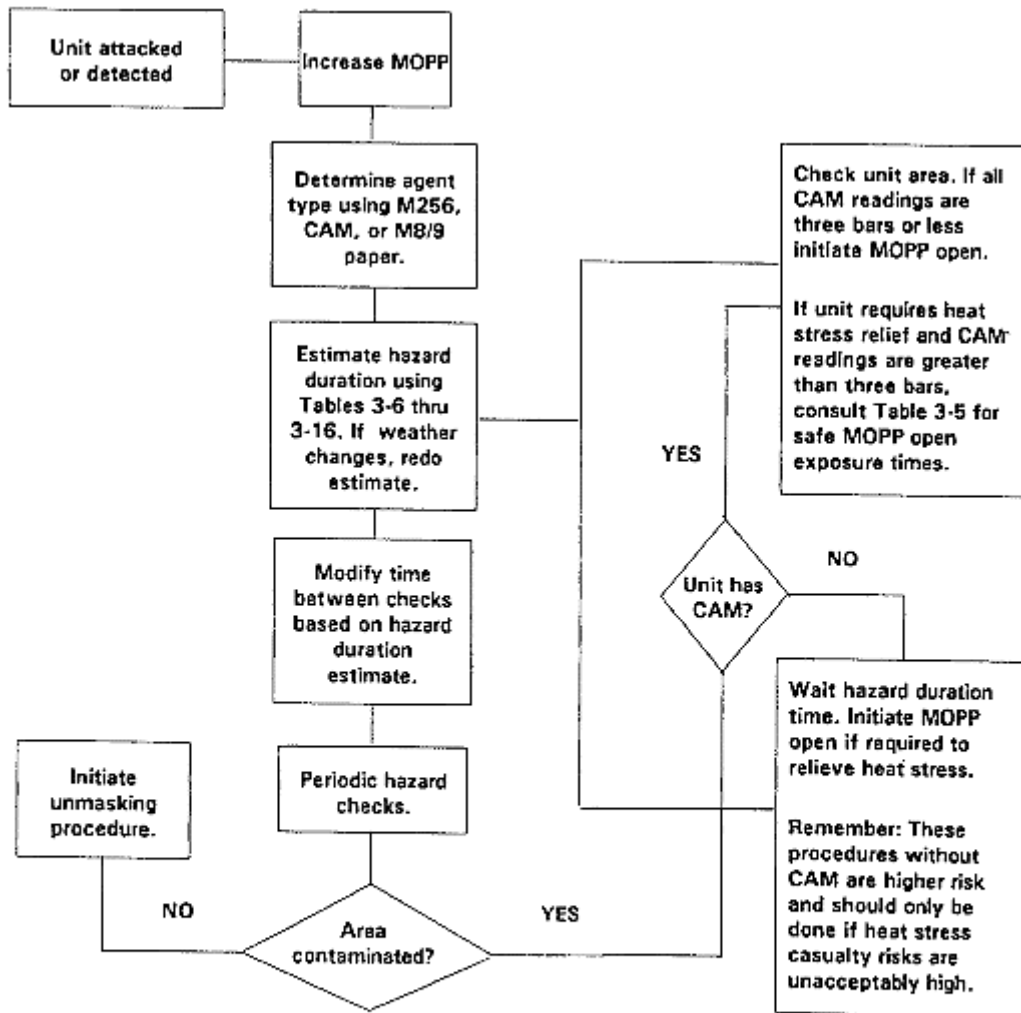 Unit attacked
or detected
Increase MOPP
Determine agent
type using M256,
CAM, or M8/9
paper.
Estimate hazard
duration using
Tables 3-6 thru
3-16. If weather
changes, redo
estimate.
Modify time
between checks
based on hazard
duration
estimate.
Periodic hazard
checks.
Initiate
unmasking
procedure.
NO
Area
contaminated?
YES
Check unit area. If all
CAM readings are
three bars or less
initiate MOPP open.
If unit requires heat
stress relief and CAM
readings are greater
than three bars,
consult Table 3-5 for
safe MOPP open
exposure times.
YES
Unit has
CAM?
NO
Wait hazard duration
time. Initiate MOPP
open if required to
relieve heat stress.
Remember: These
procedures without
CAM are higher risk
and should only be
done if heat stress
casualty risks are
unacceptably high.